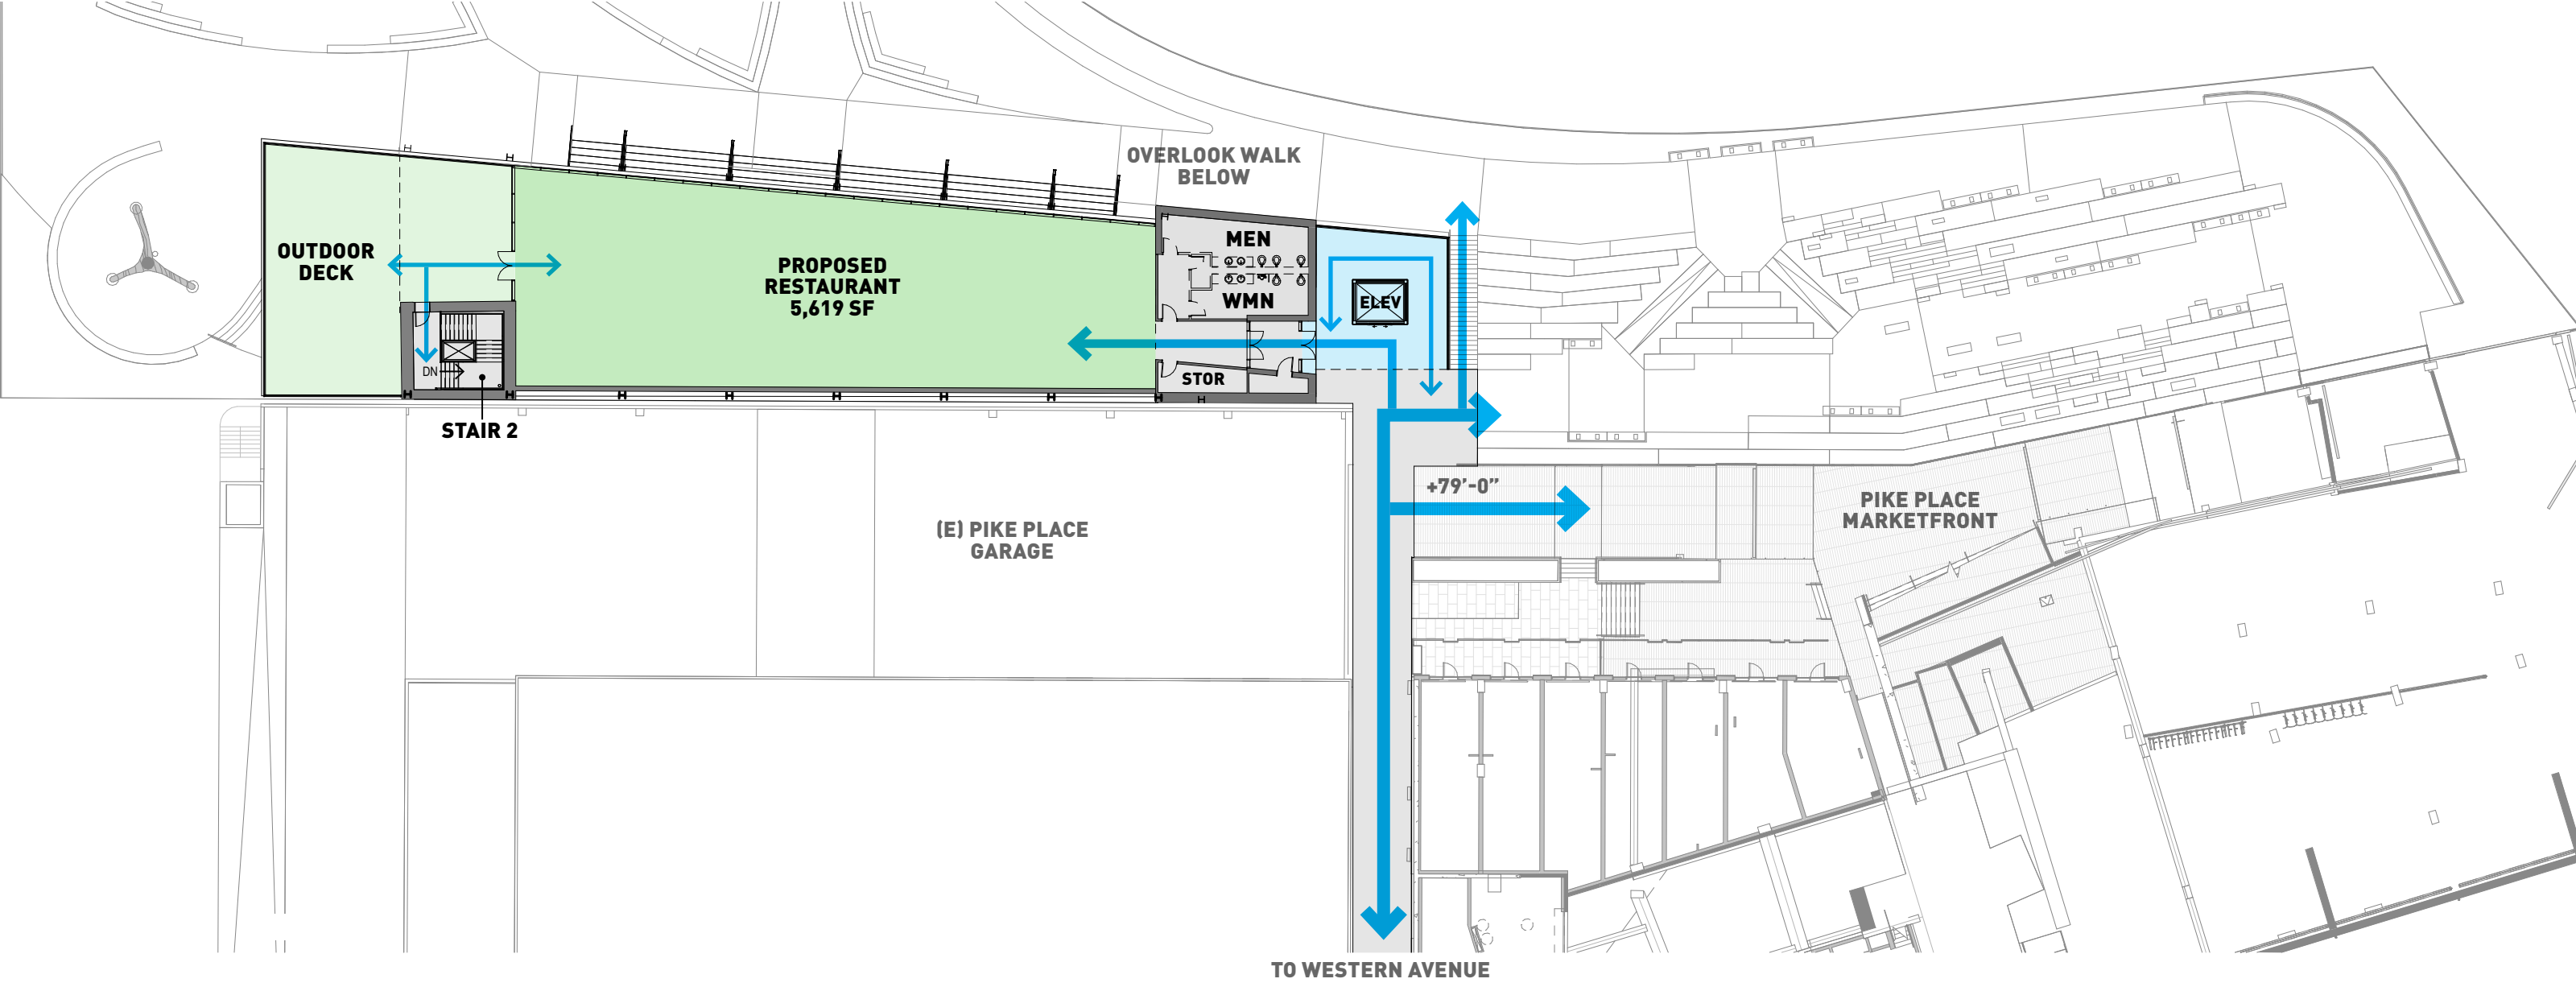 OVERLOOK WALK
BELOW
OUTDOOR
DECK
PROPOSED
RESTAURANT
5,619 SF
MEN
WMN
ELEV
DN
STOR
STAIR 2
+79’-0”
PIKE PLACE
MARKETFRONT
(E) PIKE PLACE
GARAGE
TO WESTERN AVENUE